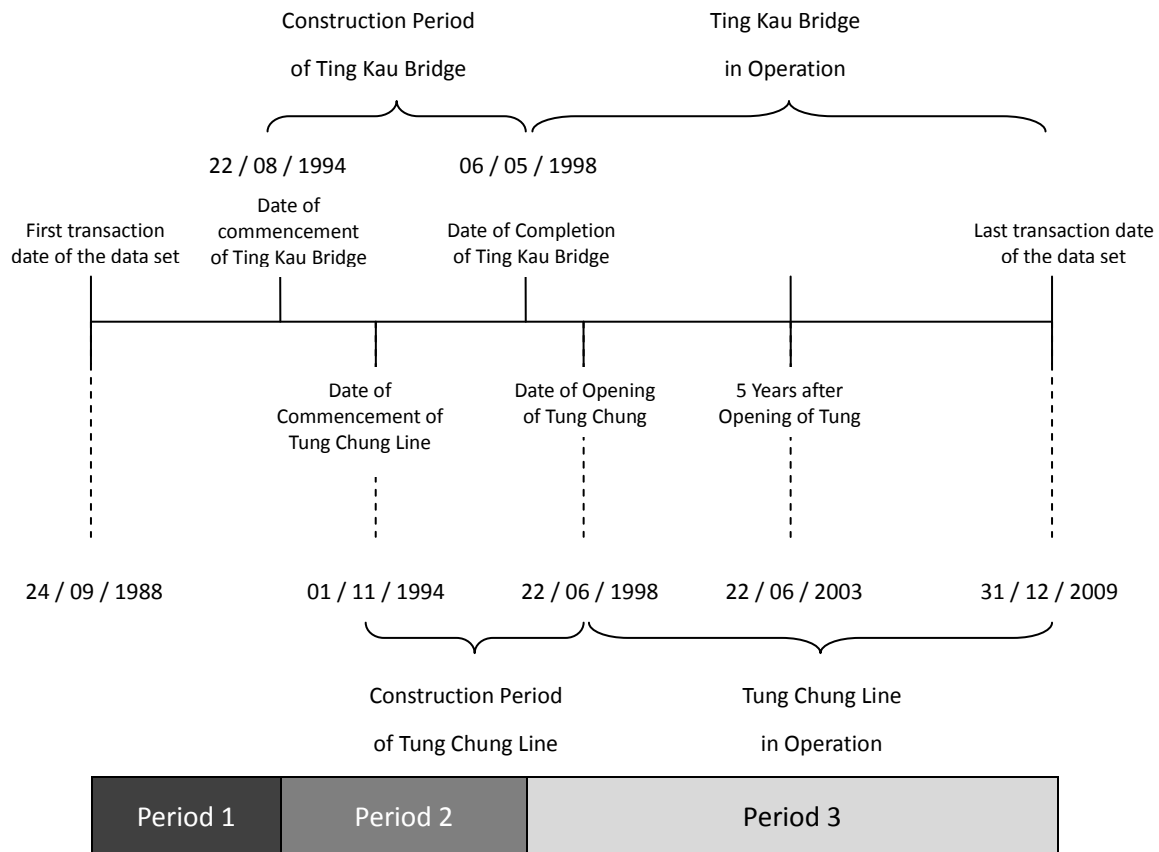 Construction Period
of Ting Kau Bridge
Ting Kau Bridge
in Operation
22 / 08 / 1994
06 / 05 / 1998
First transaction
date of the data set
Date of
commencement
of Ting Kau Bridge
Date of Completion
of Ting Kau Bridge
Last transaction date
of the data set
Date of
Commencement of
Tung Chung Line
Date of Opening
of Tung Chung
5 Years after
Opening of Tung
24 / 09 / 1988
01 / 11 / 1994
22 / 06 / 1998
22 / 06 / 2003
31 / 12 / 2009
Construction Period
of Tung Chung Line
Tung Chung Line
in Operation
Period 1
Period 2
Period 3